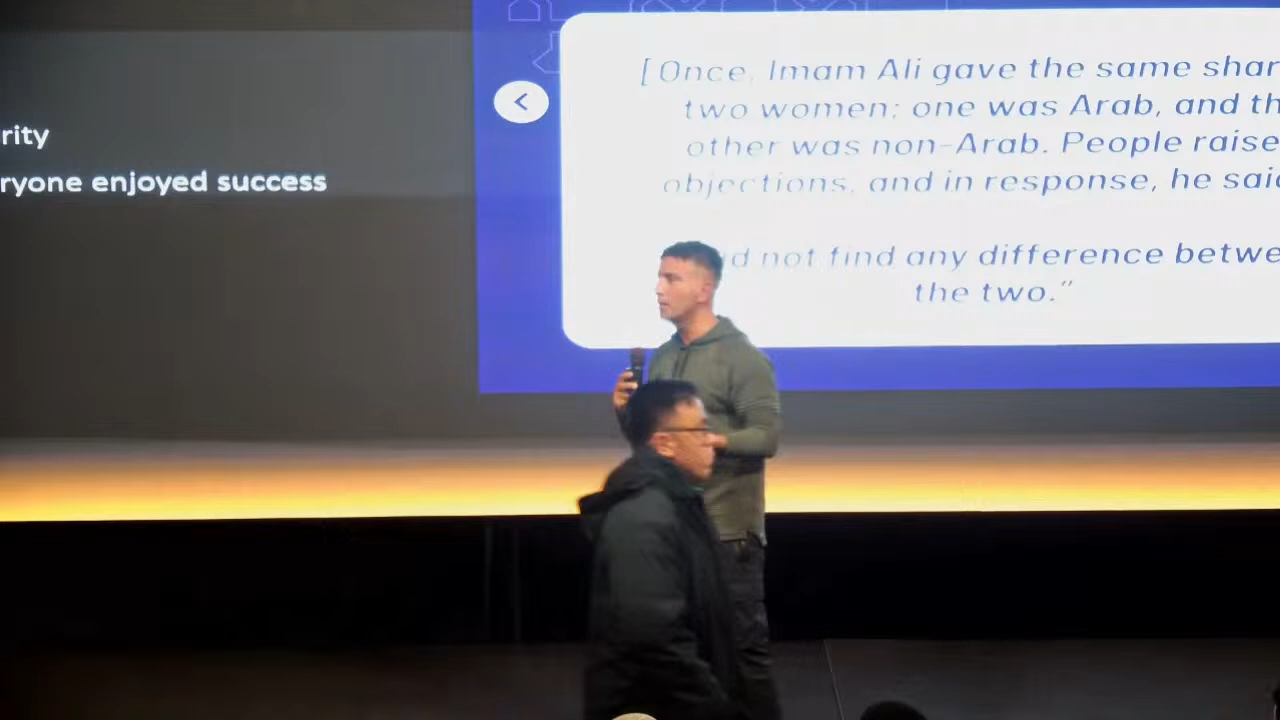 rity
ryone enjoyed success
[Once, Imam Ali gave the same shar
two women; one was Arab, and th
other was non-Arab. People raise
objections, and in response, he said
d not find any difference betwe
the two."